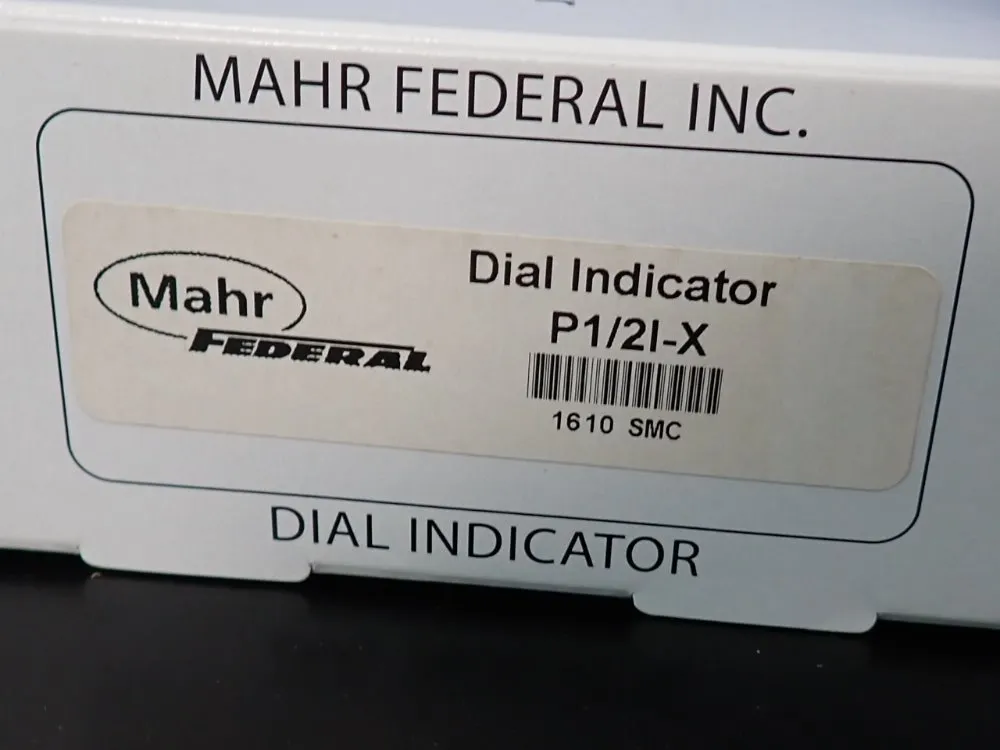 MAHR FEDERAL INC.
Mahr
FEDERAL
Dial Indicator
P1/2I-X
1610 SMC
DIAL INDICATOR